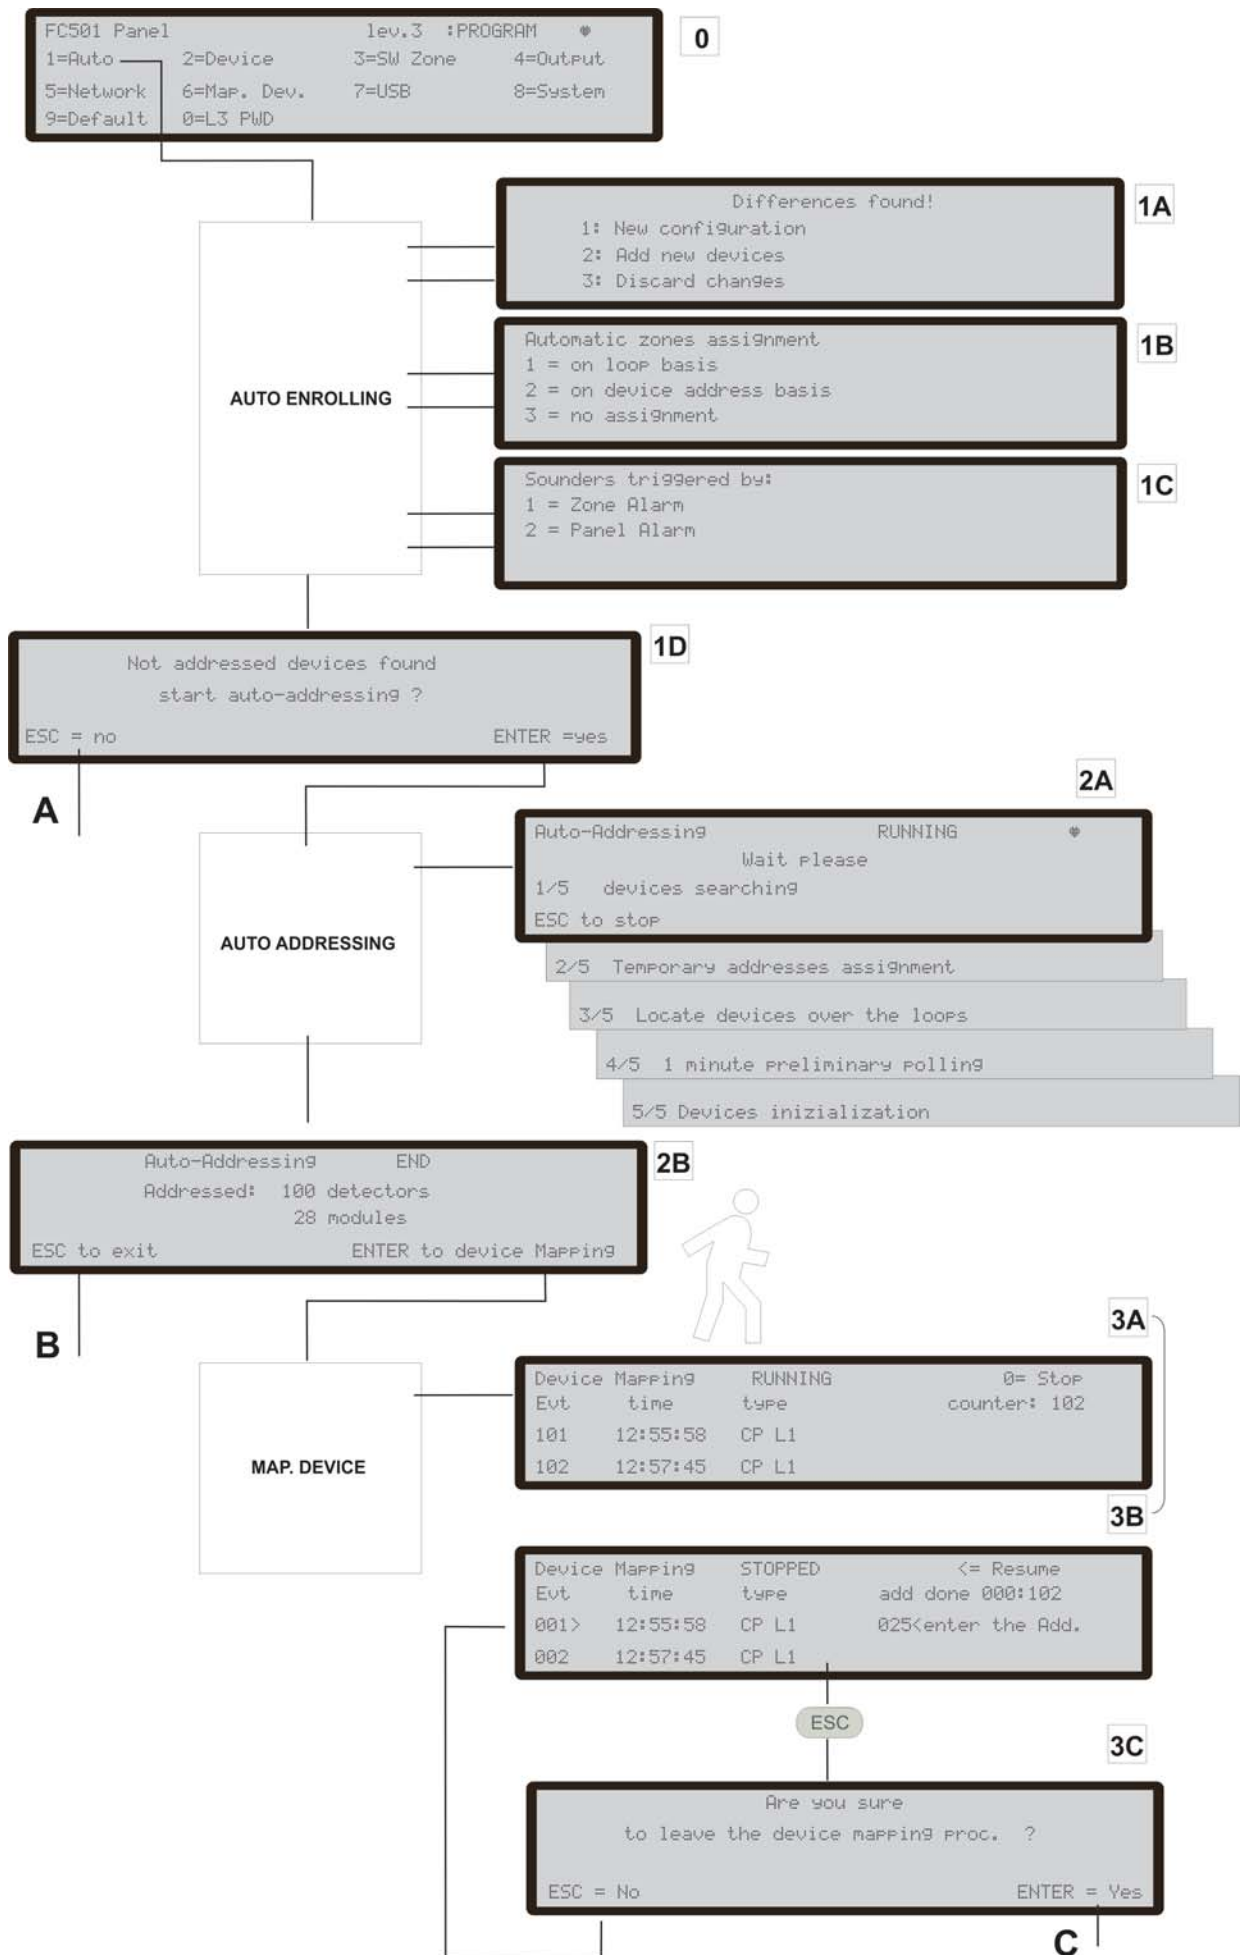 FC501 Panel lev.3 :PROGRAM ♥
0
1=Auto 2=Device 3=SW Zone 4=Output
5=Network 6=Map. Dev. 7=USB 8=System
9=Default 0=L3 PWD
Differences found!
1A
1: New configuration
2: Add new devices
3: Discard changes
AUTO ENROLLING
Automatic zones assignment
1B
1 = on loop basis
2 = on device address basis
3 = no assignment
Sounders triggered by:
1C
1 = Zone Alarm
2 = Panel Alarm
1D
Not addressed devices found
start auto-addressing ?
ESC = no ENTER =yes
A
2A
Auto-Addressing RUNNING ♥
Wait please
1/5 devices searching
ESC to stop
AUTO ADDRESSING
2/5 Temporary addresses assignment
3/5 Locate devices over the loops
4/5 1 minute preliminary polling
5/5 Devices inizialization
2B
Auto-Addressing END
Addressed: 100 detectors
28 modules
ESC to exit ENTER to device Mapping
B
3A
Device Mapping RUNNING 0= Stop
Evt time type counter: 102
101 12:55:58 CP L1
102 12:57:45 CP L1
MAP. DEVICE
3B
Device Mapping STOPPED <= Resume
Evt time type add done 000:102
001> 12:55:58 CP L1 025<enter the Add.
002 12:57:45 CP L1
ESC
3C
Are you sure
to leave the device mapping proc. ?
ESC = No ENTER = Yes
C